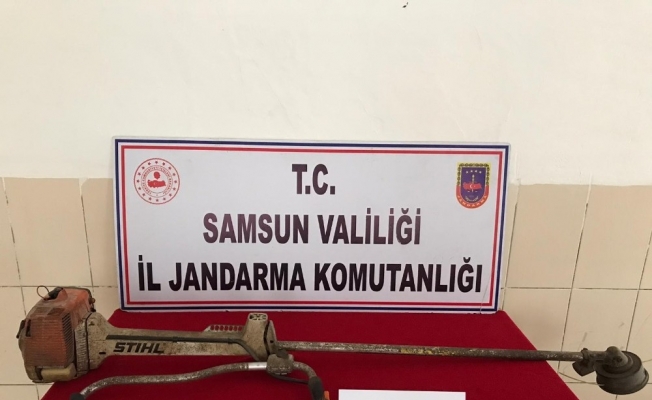 T.C.
SAMSUN VALİLİĞİ
İL JANDARMA KOMUTANLIĞI
STIHL